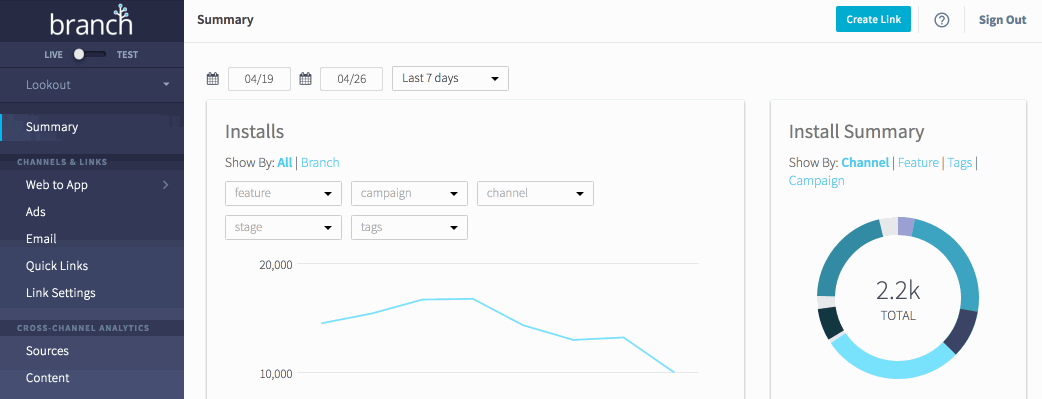 branch
LIVE TEST
Lookout
Summary
CHANNELS & LINKS
Web to App
Ads
Email
Quick Links
Link Settings
CROSS-CHANNEL ANALYTICS
Sources
Content
Summary
Create Link
?
Sign Out
04/19 04/26 Last 7 days
Installs
Show By: All | Branch
feature campaign channel
stage tags
20,000
10,000
Install Summary
Show By: Channel | Feature | Tags |
Campaign
2.2k
TOTAL